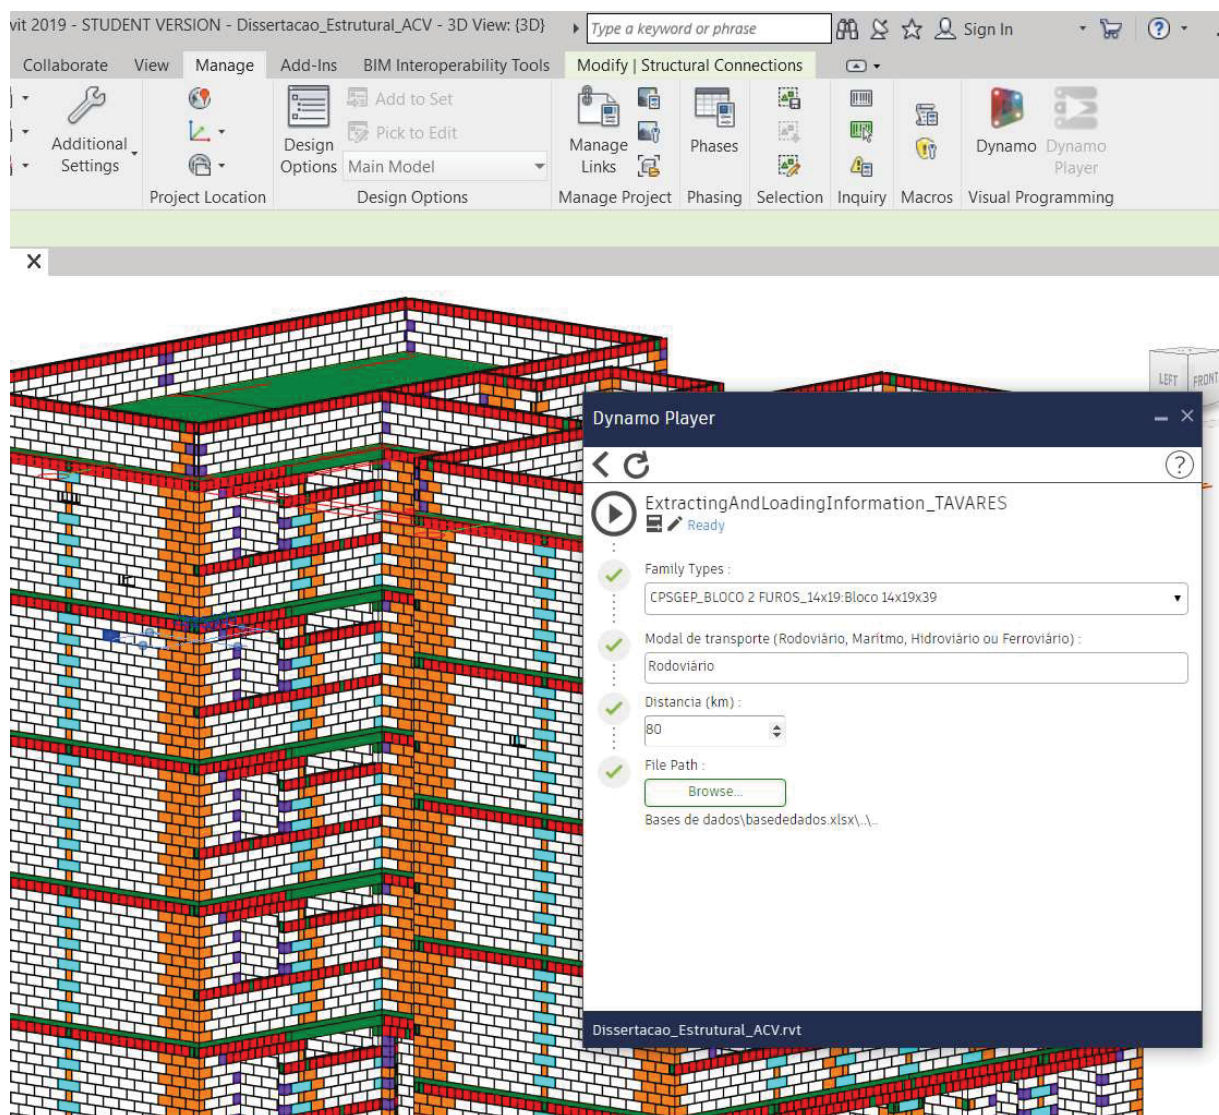 vit 2019 - STUDENT VERSION - Dissertacao_Estrutural_ACV - 3D View: {3D}
Type a keyword or phrase
Sign In
Collaborate View Manage Add-Ins BIM Interoperability Tools Modify | Structural Connections
Additional
Settings
Design
Options
Add to Set
Pick to Edit
Main Model
Manage
Links
Phases
Dynamo
Dynamo
Player
Project Location Design Options Manage Project Phasing Selection Inquiry Macros Visual Programming
LEFT FRONT
Dynamo Player
ExtractingAndLoadingInformation_TAVARES
Ready
Family Types :
CPSGEP_BLOCO 2 FUROS_14x19:Bloco 14x19x39
Modal de transporte (Rodoviário, Marítmo, Hidroviário ou Ferroviário) :
Rodoviário
Distancia (km) :
80
File Path :
Browse...
Bases de dados\basededados.xlsx\..\..
Dissertacao_Estrutural_ACV.rvt